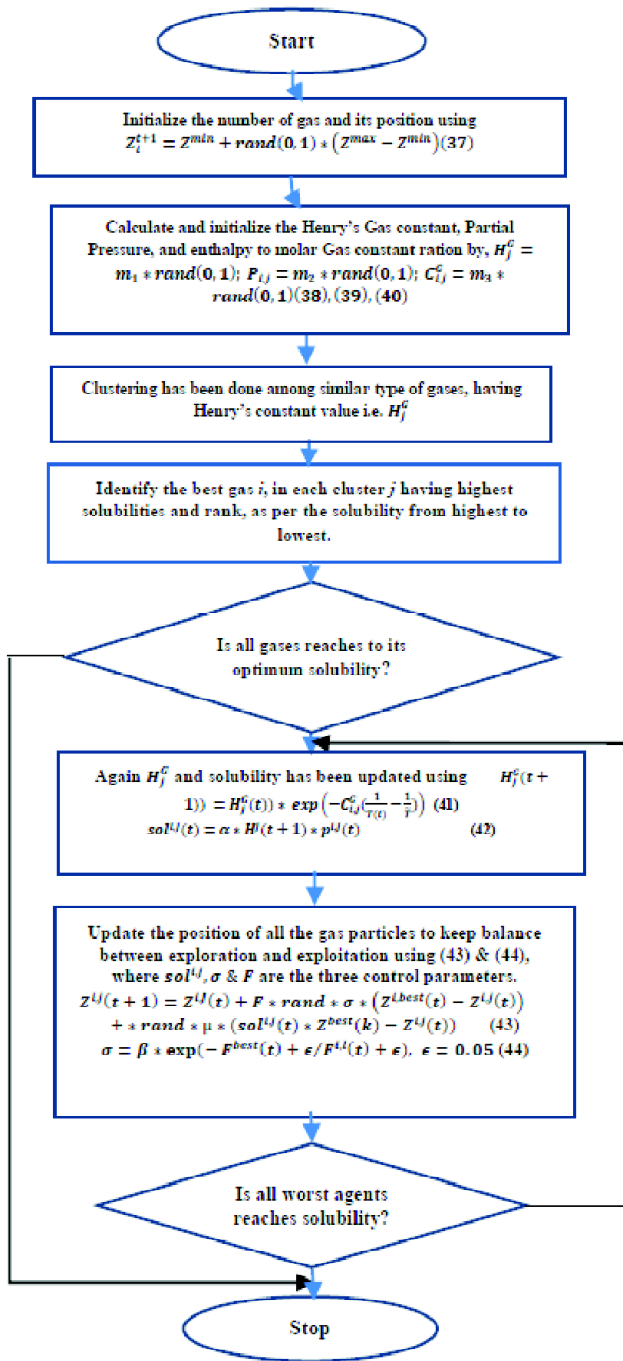 Start
Initialize the number of gas and its position using
Z_i^{t+1} = Z^{min} + rand(0, 1) * (Z^{max} − Z^{min})(37)
Calculate and initialize the Henry's Gas constant, Partial
Pressure, and enthalpy to molar Gas constant ration by, H_j^G =
m_1 * rand(0, 1); P_{i,j} = m_2 * rand(0, 1); C_{i,j}^G = m_3 *
rand(0, 1)(38), (39), (40)
Clustering has been done among similar type of gases, having
Henry's constant value i.e. H_j^G
Identify the best gas i, in each cluster j having highest
solubilities and rank, as per the solubility from highest to
lowest.
Is all gases reaches to its
optimum solubility?
Again H_j^G and solubility has been updated using H_j^G(t +
1)) = H_j^G(t)) * exp (−C_{i,j}^G(\frac{1}{T(t)} − \frac{1}{T})) (41)
sol^{i,j}(t) = α * H^j(t + 1) * p^{i,j}(t) (42)
Update the position of all the gas particles to keep balance
between exploration and exploitation using (43) & (44),
where sol^{i,j}, σ & F are the three control parameters.
Z^{i,j}(t + 1) = Z^{i,j}(t) + F * rand * σ * (Z^{i,best}(t) − Z^{i,j}(t))
+ * rand * μ * (sol^{i,j}(t) * Z^{best}(k) − Z^{i,j}(t)) (43)
σ = β * exp(− F^{best}(t) + ϵ/F^{i,j}(t) + ϵ), ϵ = 0.05 (44)
Is all worst agents
reaches solubility?
Stop